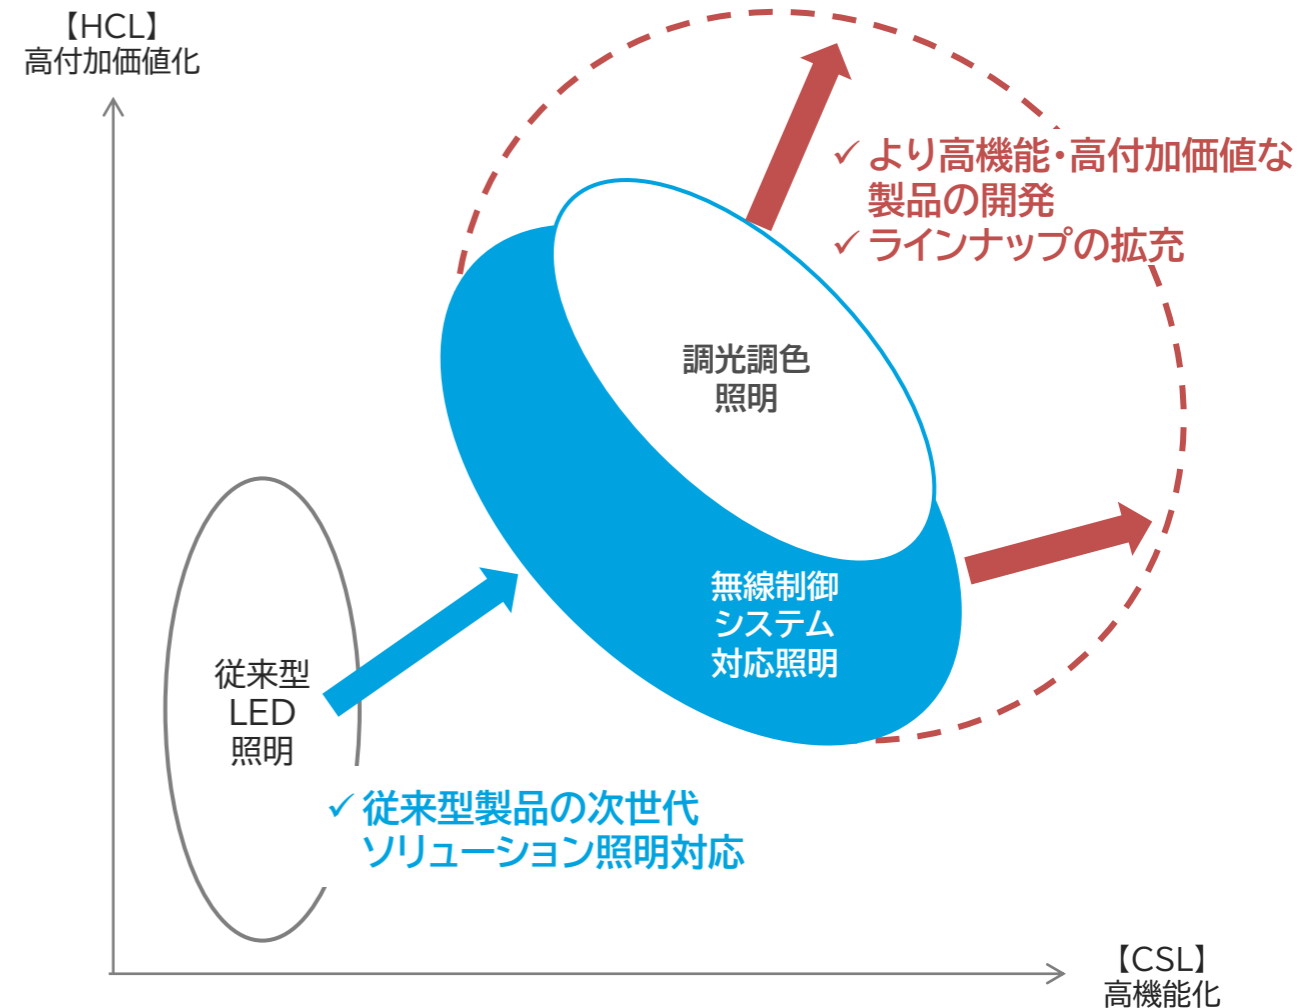 【HCL】
高付加価値化
✓ より高機能・高付加価値な
製品の開発
✓ ラインナップの拡充
調光調色
照明
無線制御
システム
対応照明
従来型
LED
照明
✓ 従来型製品の次世代
ソリューション照明対応
【CSL】
高機能化